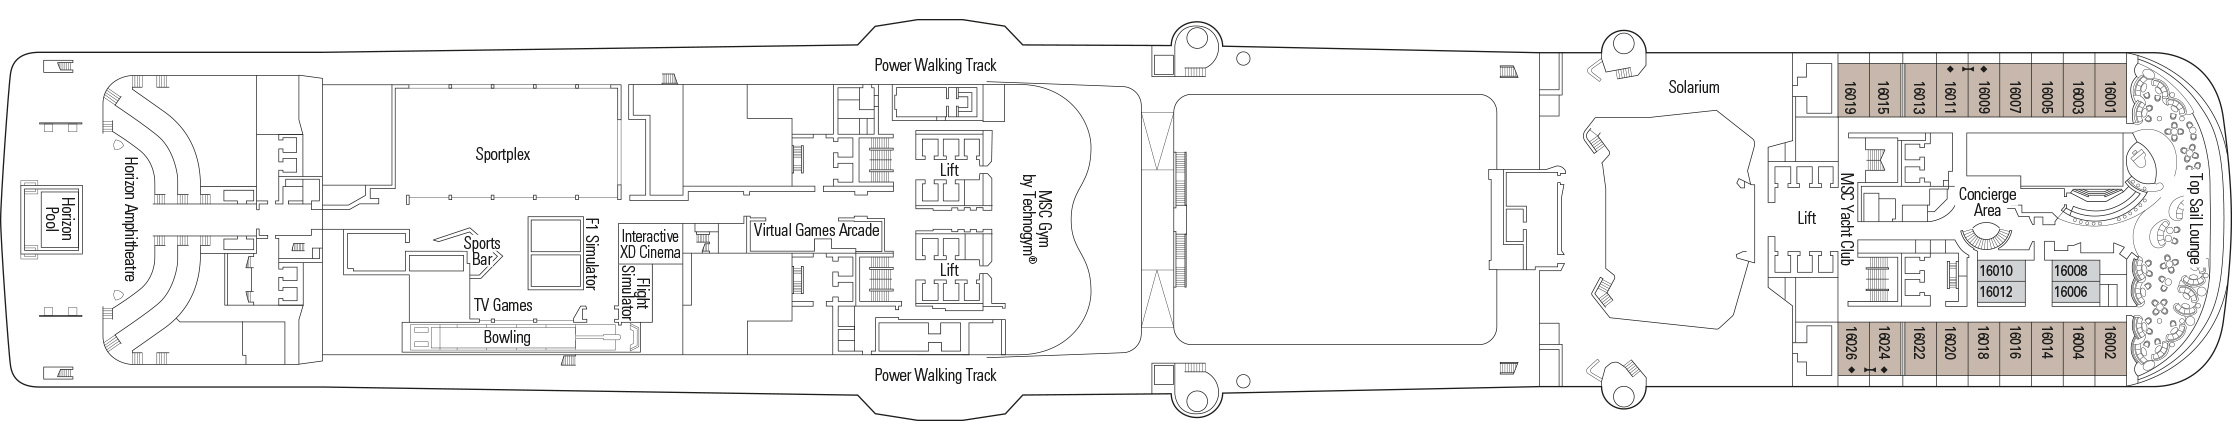 Power Walking Track
Solarium
16019
16015
16013
16011
16009
16007
16005
16003
16001
Sportplex
Lift
Horizon Amphitheatre
Horizon
Pool
MSC Gym
by Technogym®
MSC Yacht Club
Lift
Concierge
Area
Top Sail Lounge
Sports
Bar
F1 Simulator
Interactive
XD Cinema
Virtual Games Arcade
Flight
Simulator
Lift
TV Games
Bowling
16010
16012
16008
16006
16026
16024
16022
16020
16018
16016
16014
16004
16002
Power Walking Track